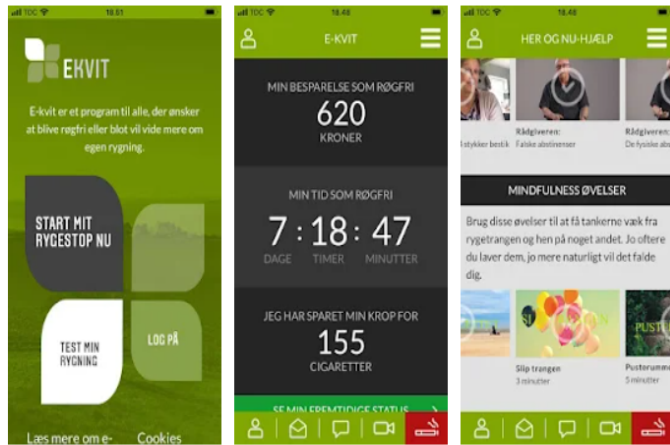 TDC 18.51
EKVIT
E-kvit er et program til alle, der ønsker
at blive røgfri eller blot vil vide mere om
egen rygning.
START MIT
RYGESTOP NU
TEST MIN
RYGNING
LOG PÅ
Læs mere om e-
Cookies
TDC 18.48
E-KVIT
MIN BESPARELSE SOM RØGFRI
620
KRONER
MIN TID SOM RØGFRI
7 : 18 : 47
DAGE TIMER MINUTTER
JEG HAR SPARET MIN KROP FOR
155
CIGARETTER
SE MIN FREMTIDIGE STATUS
TDC 18.48
HER OG NU-HJÆLP
stykker bestik
Rådgiveren:
Falske abstinenser
Rådgiveren:
De fysiske abs
MINDFULNESS ØVELSER
Brug disse øvelser til at få tankerne væk fra
rygetrangen og hen på noget andet. Jo oftere
du laver dem, jo mere naturligt vil det falde
dig.
PUSTU
Slip trangen
3 minutter
Pusterumme
5 minutter